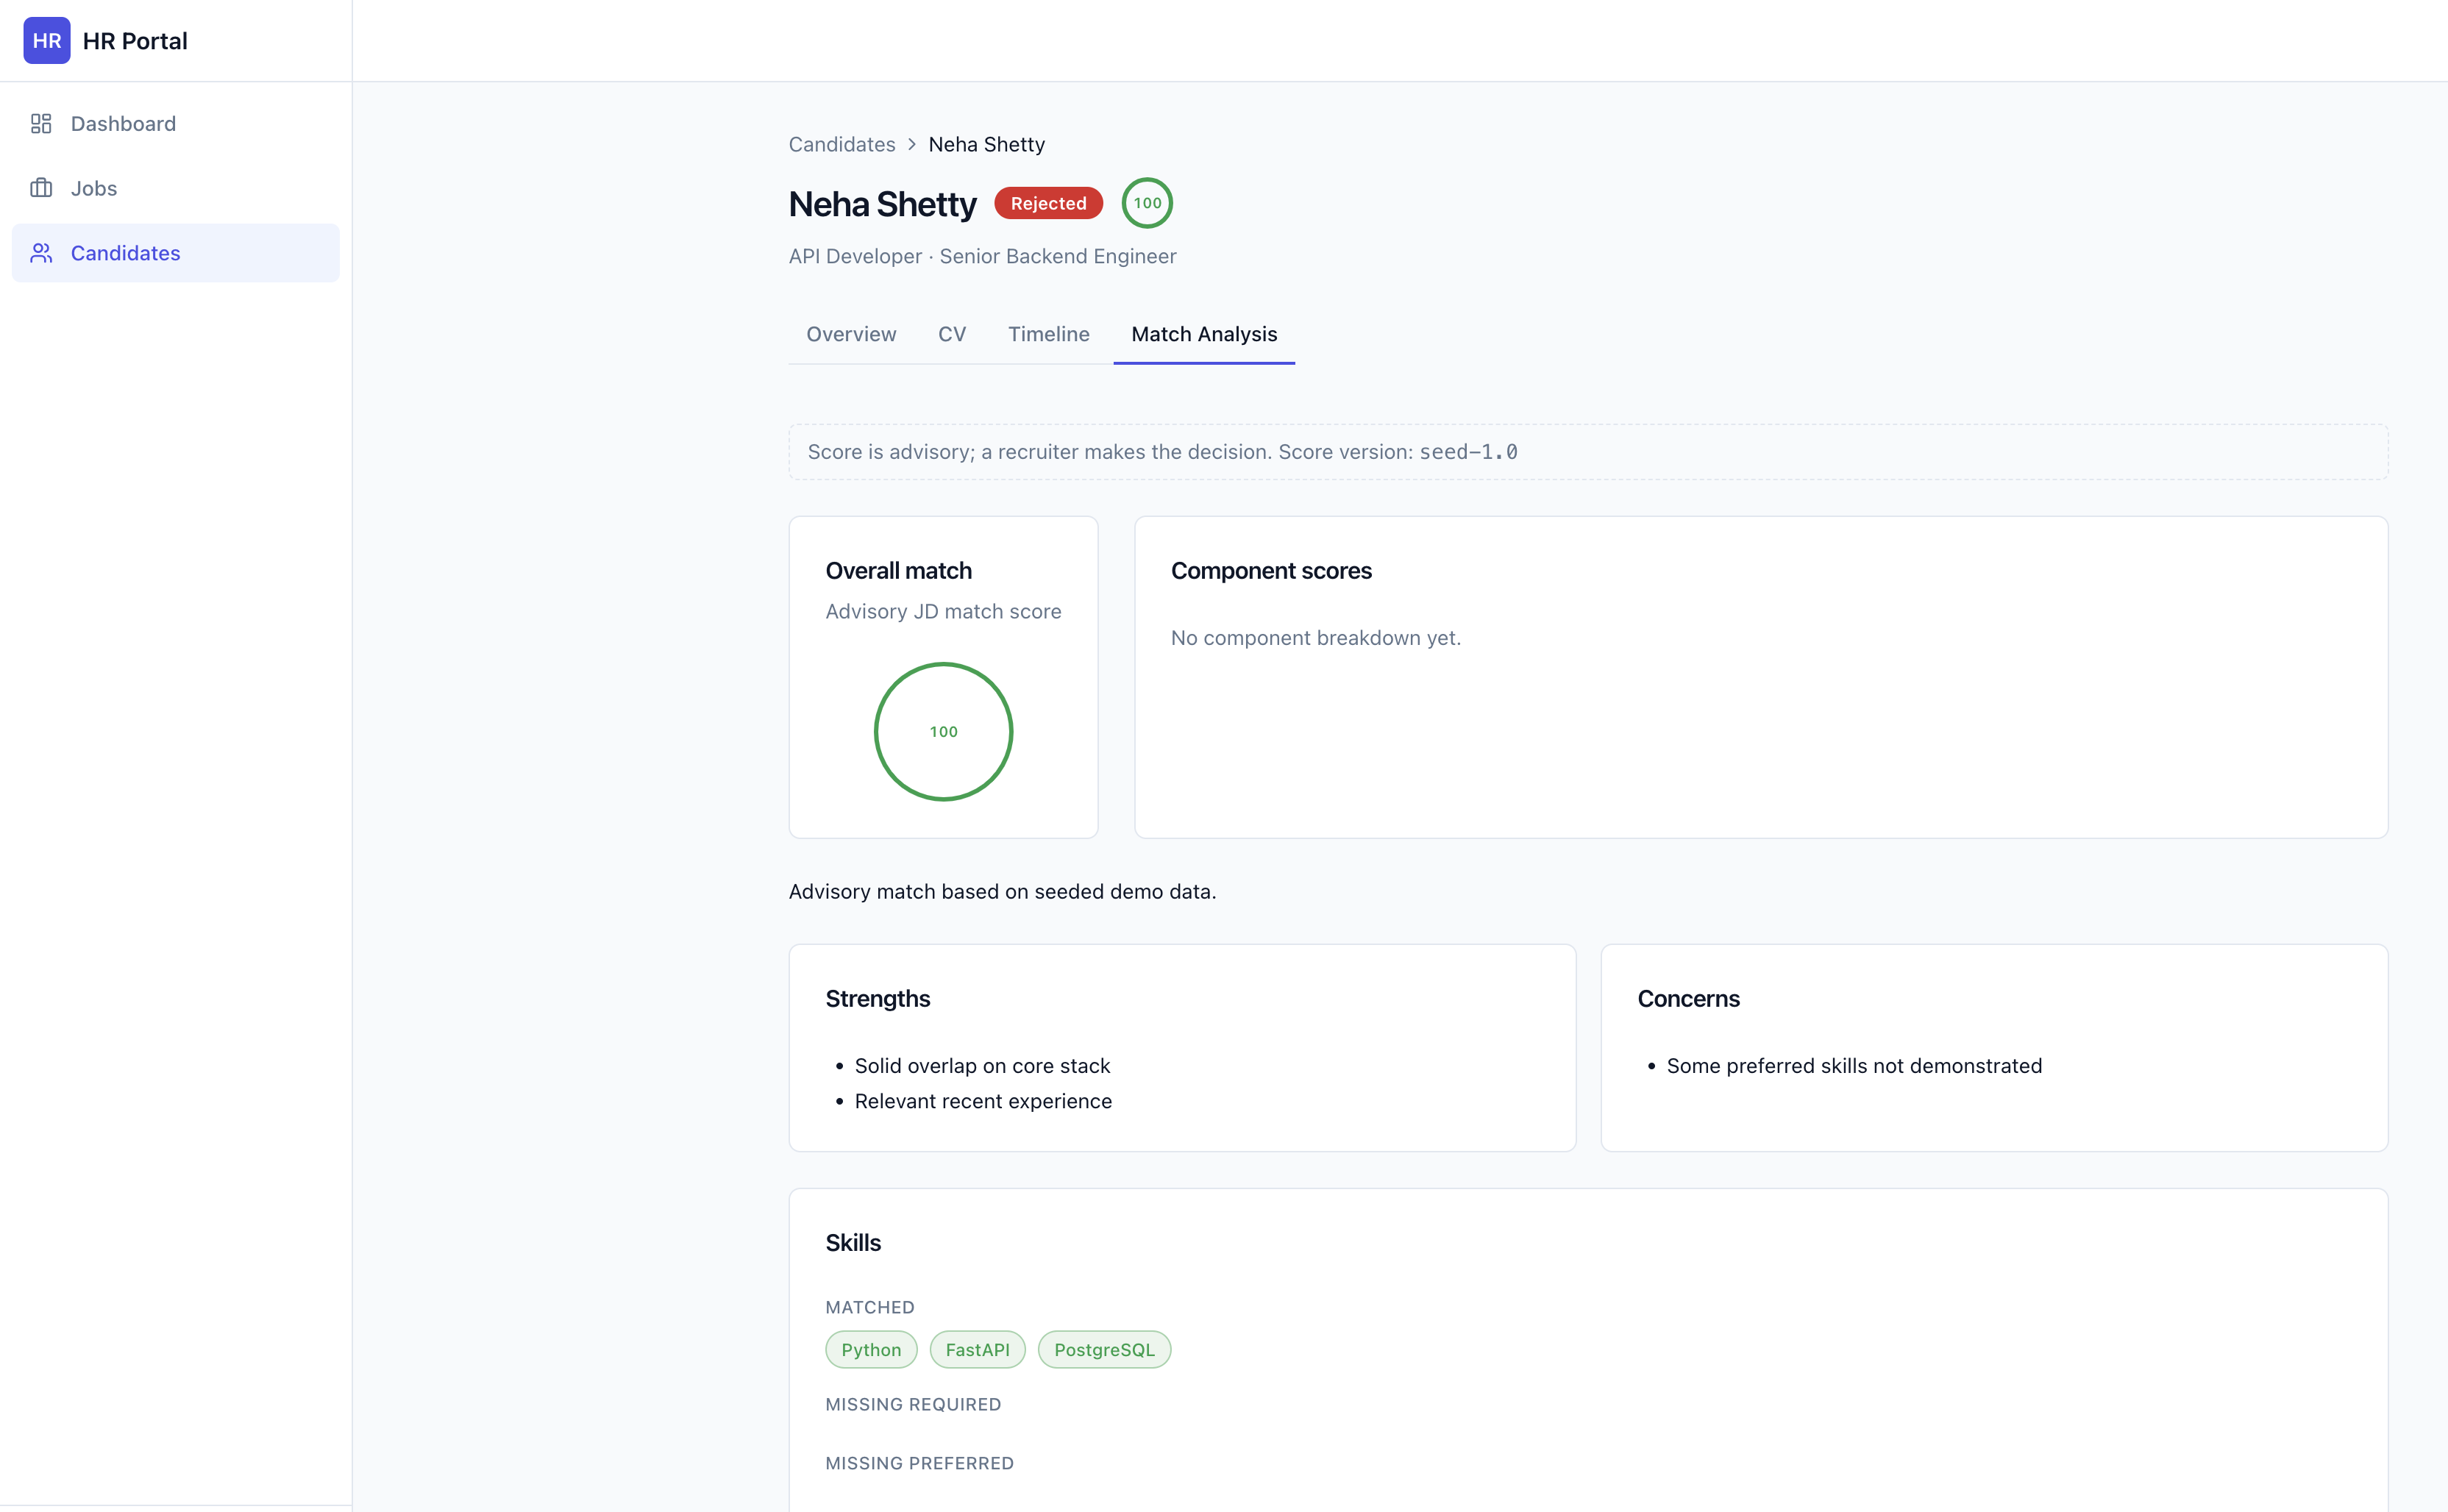 HR HR Portal
Dashboard
Jobs
Candidates
Candidates > Neha Shetty
Neha Shetty Rejected 100
API Developer · Senior Backend Engineer
Overview CV Timeline Match Analysis
Score is advisory; a recruiter makes the decision. Score version: seed-1.0
Overall match
Advisory JD match score
100
Component scores
No component breakdown yet.
Advisory match based on seeded demo data.
Strengths
• Solid overlap on core stack
• Relevant recent experience
Concerns
• Some preferred skills not demonstrated
Skills
MATCHED
Python FastAPI PostgreSQL
MISSING REQUIRED
MISSING PREFERRED